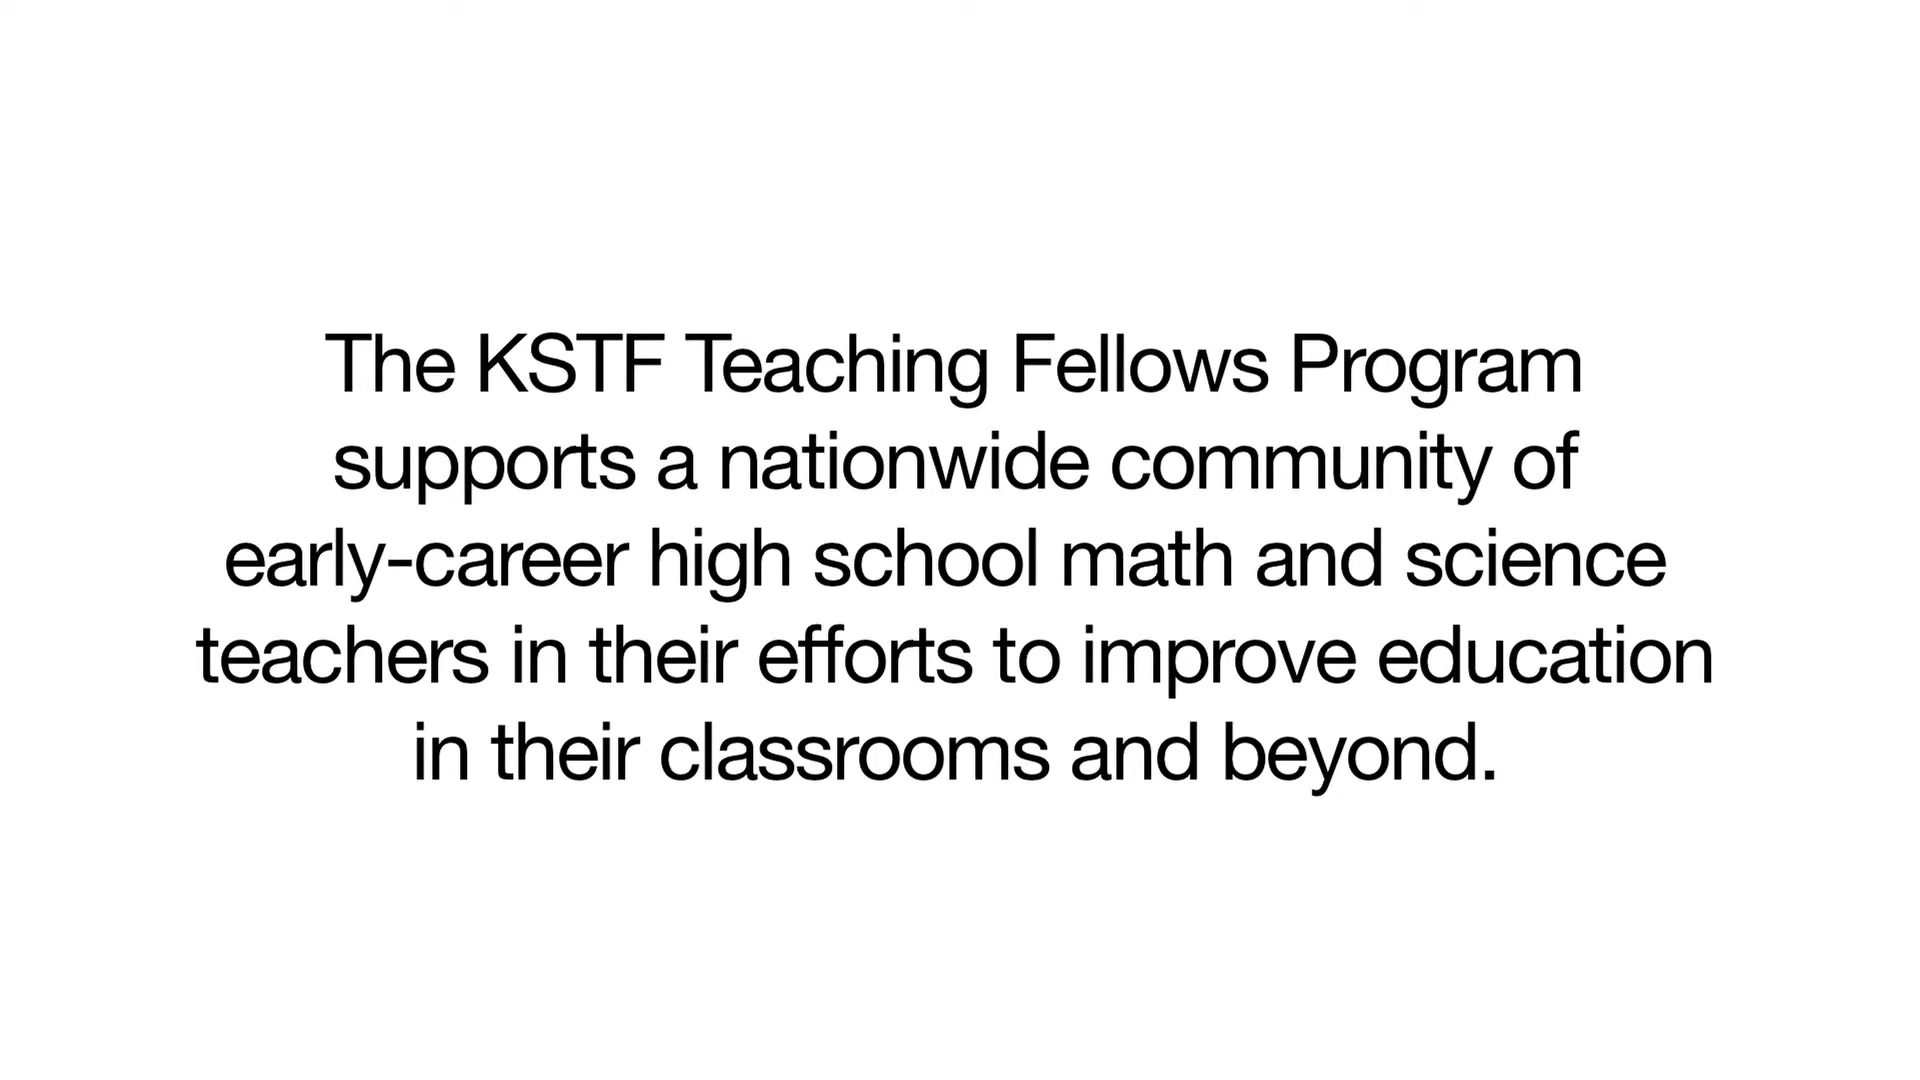 The KSTF Teaching Fellows Program
supports a nationwide community of
early-career high school math and science
teachers in their efforts to improve education
in their classrooms and beyond.